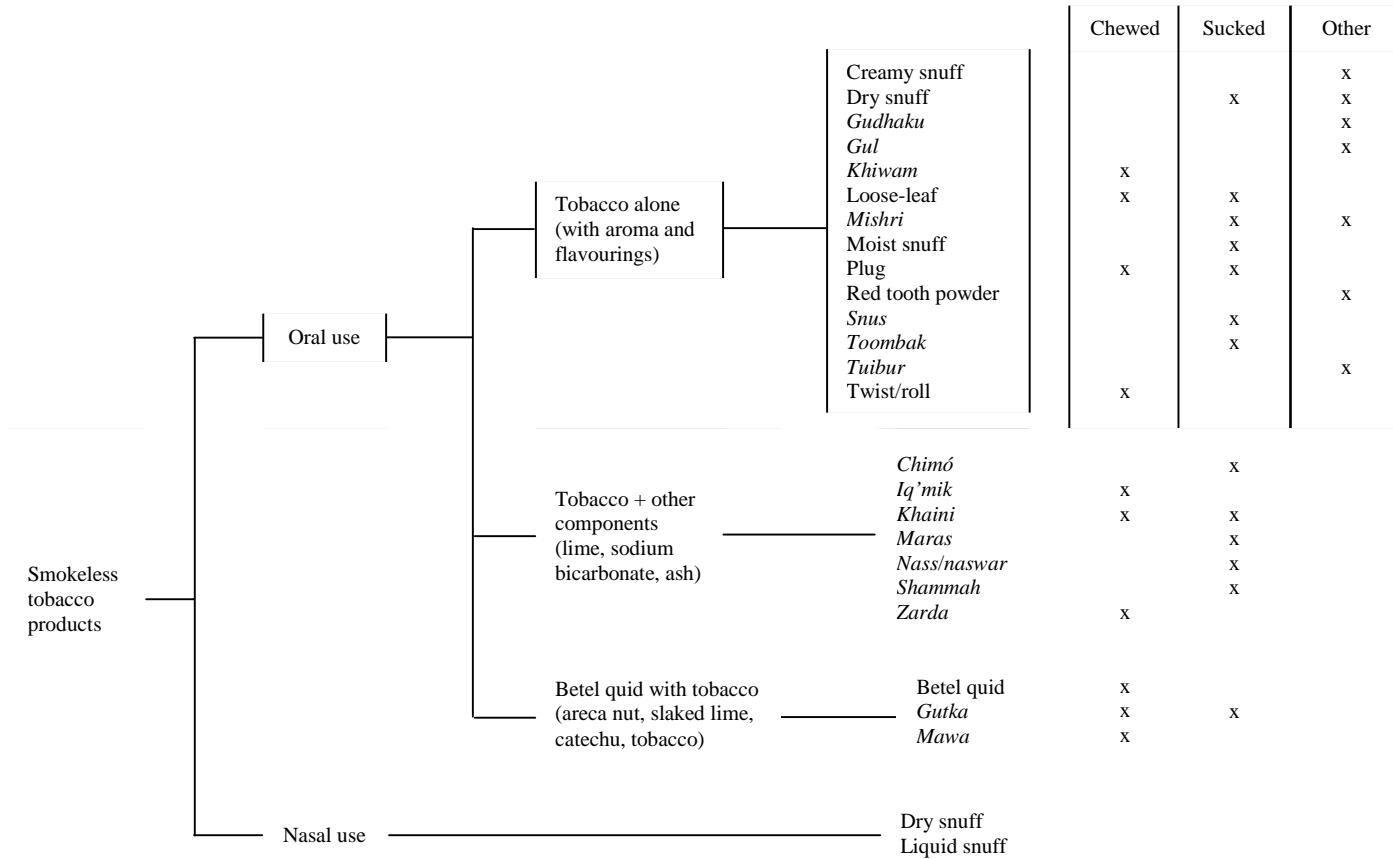 Chewed Sucked Other
Creamy snuff x
Dry snuff x x
Gudhaku x
Gul x
Khiwam x
Loose-leaf x x
Mishri x x
Moist snuff x
Plug x x
Red tooth powder x
Snus x
Toombak x
Tuibur x
Twist/roll x
Tobacco alone
(with aroma and
flavourings)
Oral use
Chimó x
Iq’mik x
Khaini x x
Maras x
Nass/naswar x
Shammah x
Zarda x
Tobacco + other
components
(lime, sodium
bicarbonate, ash)
Smokeless
tobacco
products
Betel quid with tobacco
(areca nut, slaked lime,
catechu, tobacco)
Betel quid x
Gutka x x
Mawa x
Nasal use
Dry snuff
Liquid snuff